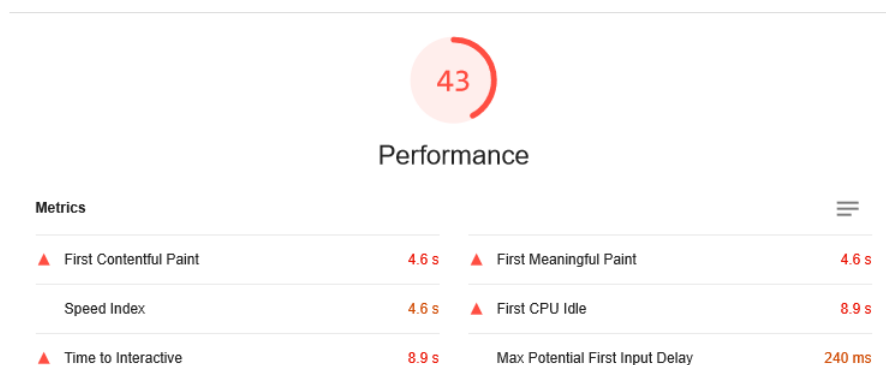 43
Performance
Metrics
First Contentful Paint 4.6 s
First Meaningful Paint 4.6 s
Speed Index 4.6 s
First CPU Idle 8.9 s
Time to Interactive 8.9 s
Max Potential First Input Delay 240 ms